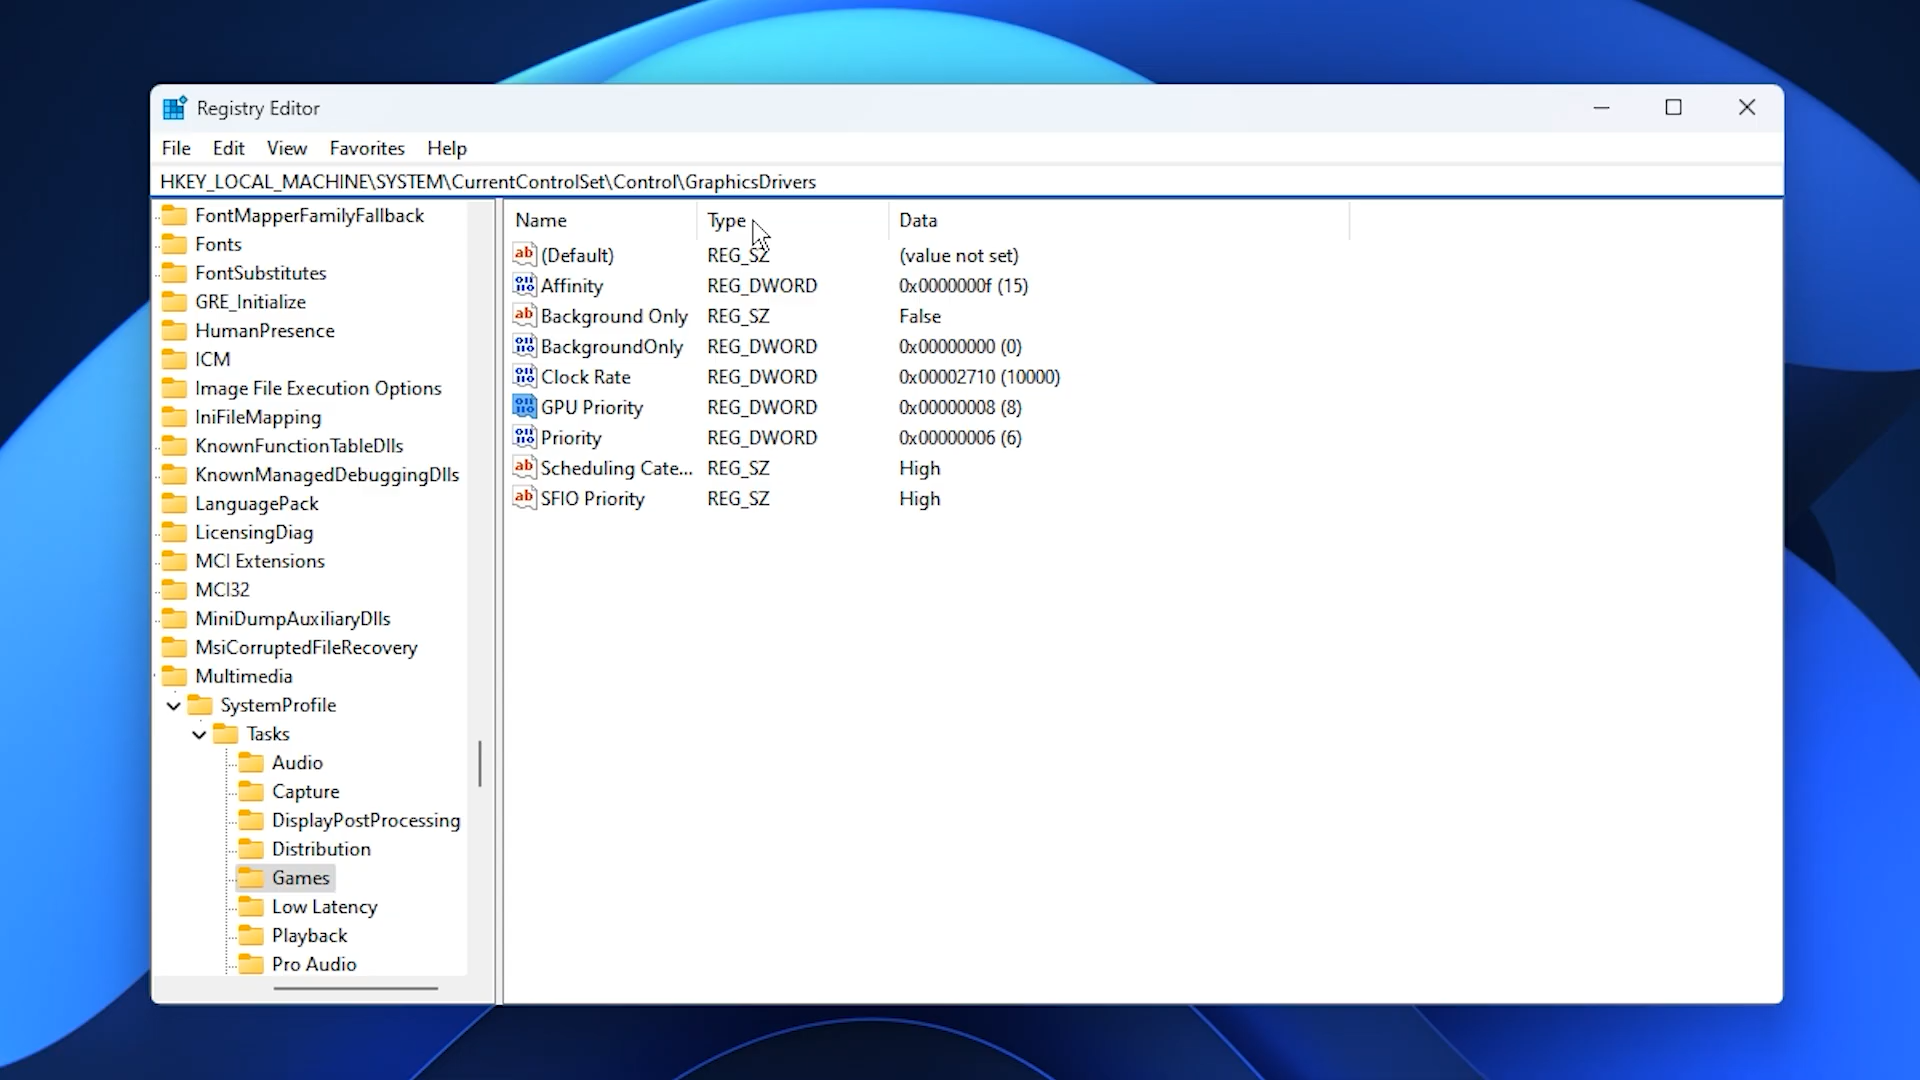 Registry Editor
File Edit View Favorites Help
HKEY_LOCAL_MACHINE\SYSTEM\CurrentControlSet\Control\GraphicsDrivers
FontMapperFamilyFallback
Fonts
FontSubstitutes
GRE_Initialize
HumanPresence
ICM
Image File Execution Options
IniFileMapping
KnownFunctionTableDlls
KnownManagedDebuggingDlls
LanguagePack
LicensingDiag
MCI Extensions
MCI32
MiniDumpAuxiliaryDlls
MsiCorruptedFileRecovery
Multimedia
SystemProfile
Tasks
Audio
Capture
DisplayPostProcessing
Distribution
Games
Low Latency
Playback
Pro Audio
Name Type Data
(Default) REG_SZ (value not set)
Affinity REG_DWORD 0x0000000f (15)
Background Only REG_SZ False
BackgroundOnly REG_DWORD 0x00000000 (0)
Clock Rate REG_DWORD 0x00002710 (10000)
GPU Priority REG_DWORD 0x00000008 (8)
Priority REG_DWORD 0x00000006 (6)
Scheduling Cate... REG_SZ High
SFIO Priority REG_SZ High